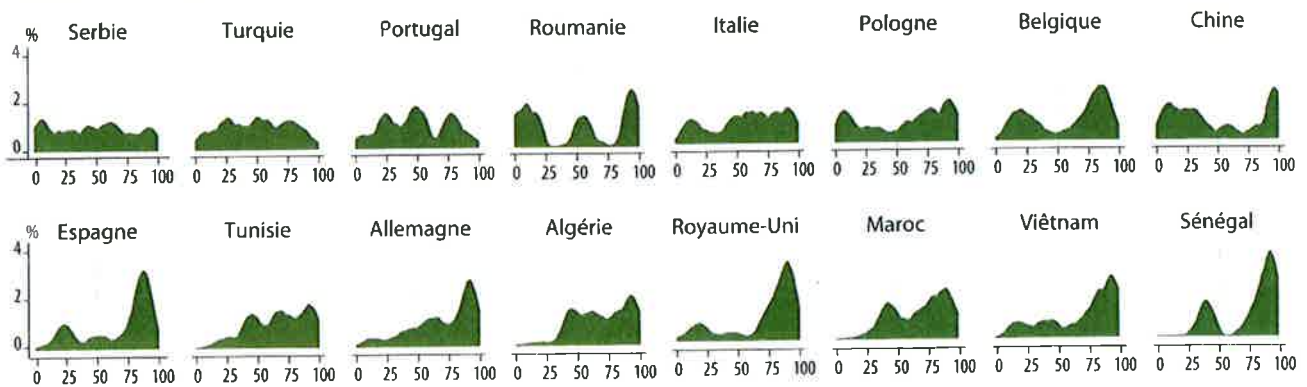 % Serbie Turquie Portugal Roumanie Italie Pologne Belgique Chine
4
2
0
0 25 50 75 100 0 25 50 75 100 0 25 50 75 100 0 25 50 75 100 0 25 50 75 100 0 25 50 75 100 0 25 50 75 100 0 25 50 75 100
% Espagne Tunisie Allemagne Algérie Royaume-Uni Maroc Viêtnam Sénégal
4
2
0
0 25 50 75 100 0 25 50 75 100 0 25 50 75 100 0 25 50 75 100 0 25 50 75 100 0 25 50 75 100 0 25 50 75 100 0 25 50 75 100